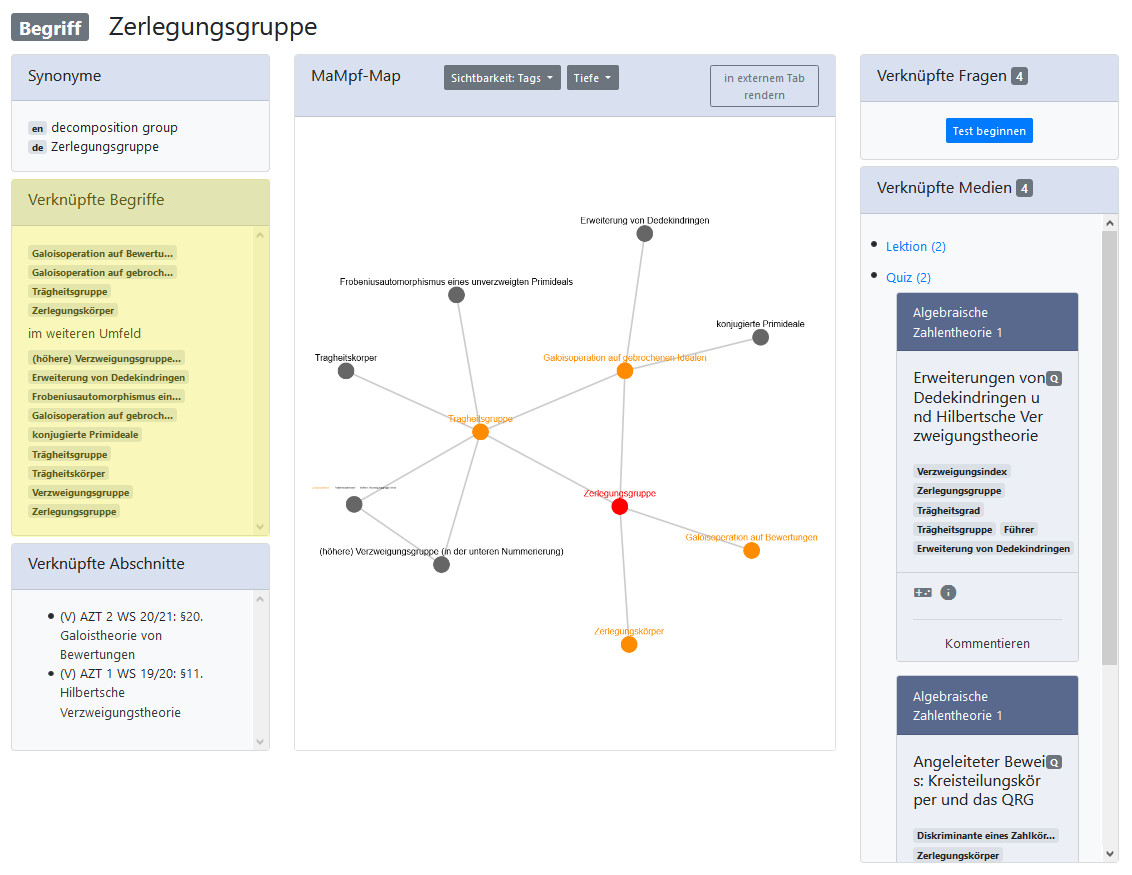 Begriff Zerlegungsgruppe
Synonyme
en decomposition group
de Zerlegungsgruppe
Verknüpfte Begriffe
Galoisoperation auf Bewertu...
Galoisoperation auf gebroch...
Trägheitsgruppe
Zerlegungskörper
im weiteren Umfeld
(höhere) Verzweigungsgruppe...
Erweiterung von Dedekindringen
Frobeniusautomorphismus ein...
Galoisoperation auf gebroch...
konjugierte Primideale
Trägheitsgruppe
Trägheitskörper
Verzweigungsgruppe
Zerlegungsgruppe
Verknüpfte Abschnitte
(V) AZT 2 WS 20/21: §20.
Galoistheorie von
Bewertungen
(V) AZT 1 WS 19/20: §11.
Hilbertsche
Verzweigungstheorie
MaMpf-Map
Sichtbarkeit: Tags
Tiefe
in externem Tab
rendern
Erweiterung von Dedekindringen
Frobeniusautomorphismus eines unverzweigten Primideals
konjugierte Primideale
Trägheitskörper
Galoisoperation auf gebrochenen Idealen
Trägheitsgruppe
Zerlegungsgruppe
Galoisoperation auf Bewertungen
(höhere) Verzweigungsgruppe (in der unteren Nummerierung)
Zerlegungskörper
Verknüpfte Fragen 4
Test beginnen
Verknüpfte Medien 4
Lektion (2)
Quiz (2)
Algebraische
Zahlentheorie 1
Erweiterungen von Q
Dedekindringen u
nd Hilbertsche Ver
zweigungstheorie
Verzweigungsindex
Zerlegungsgruppe
Trägheitsgrad
Trägheitsgruppe Führer
Erweiterung von Dedekindringen
Kommentieren
Algebraische
Zahlentheorie 1
Angeleiteter Bewei Q
s: Kreisteilungskör
per und das QRG
Diskriminante eines Zahlkör...
Zerlegungskörper